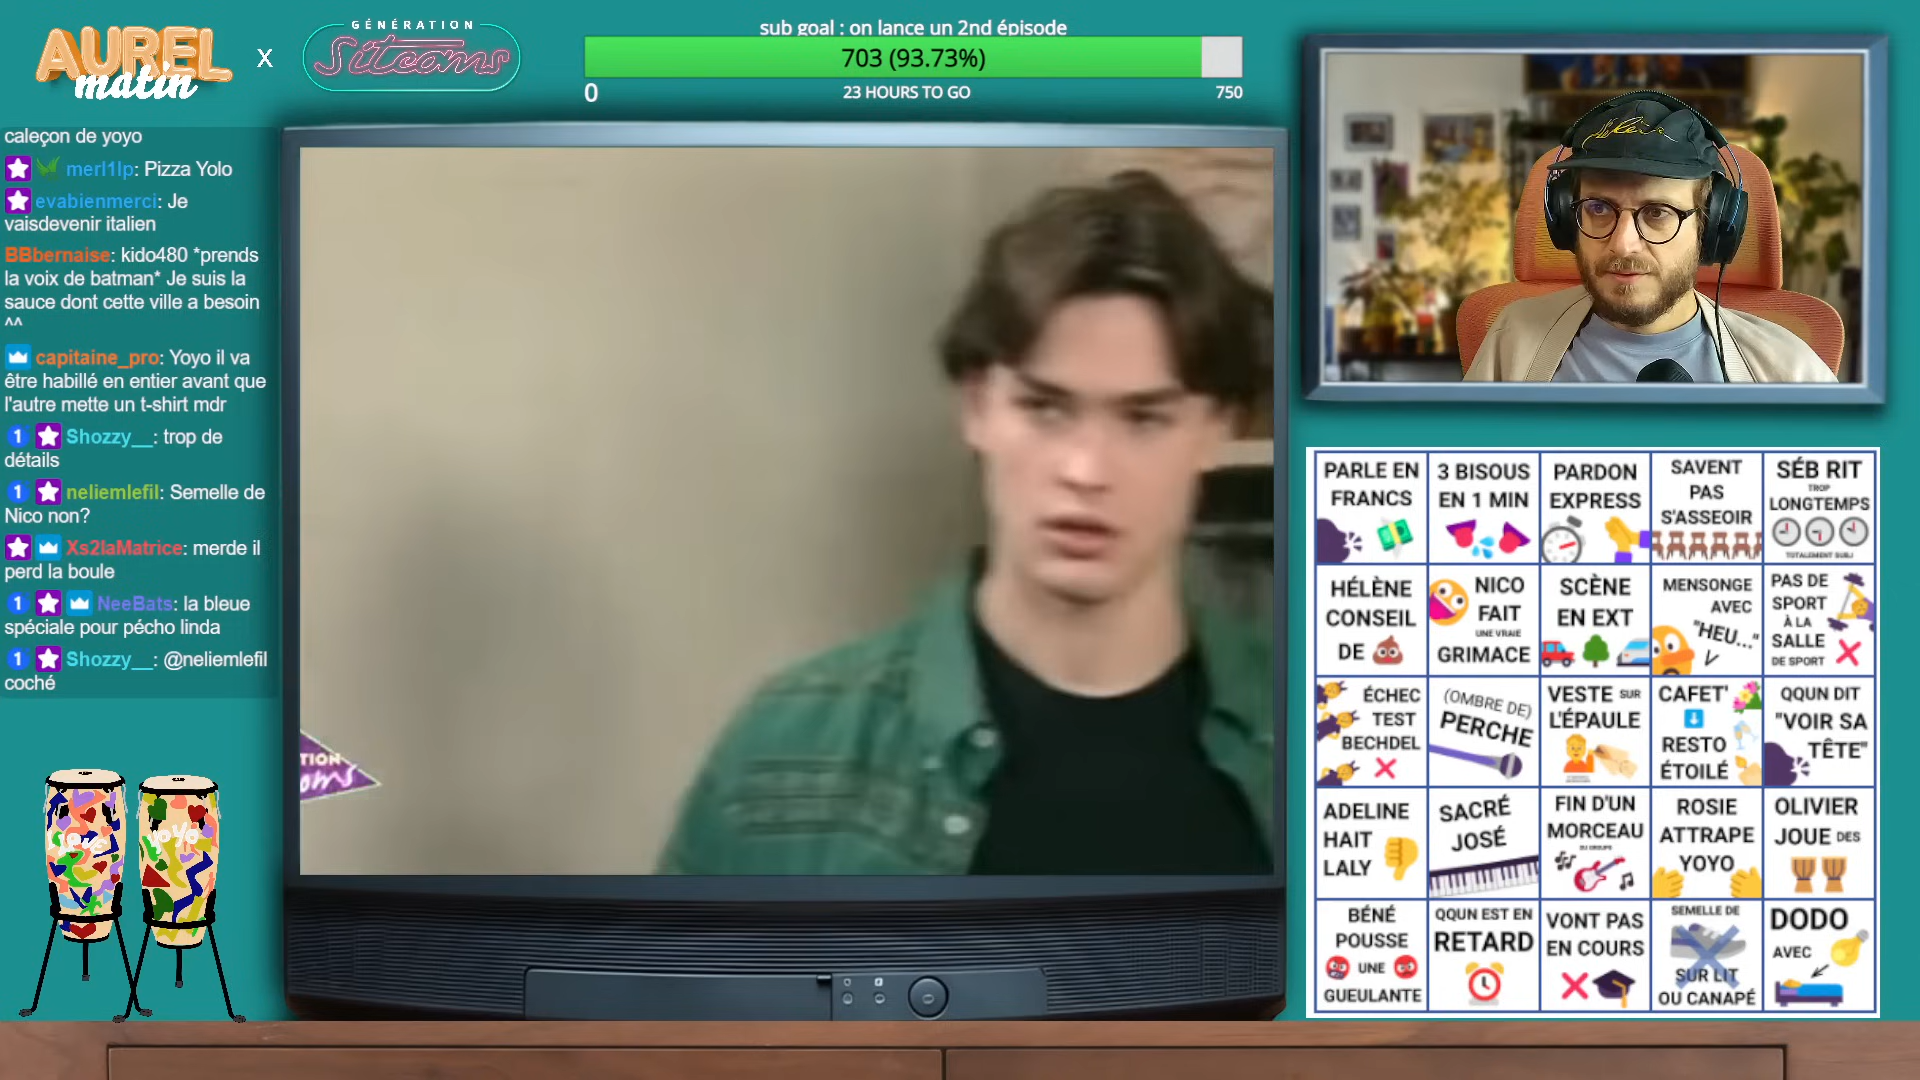 AUREL
matin
X
GÉNÉRATION
Sitcoms
sub goal : on lance un 2nd épisode
703 (93.73%)
0
23 HOURS TO GO
750
caleçon de yoyo
merl1lp: Pizza Yolo
evabienmerci: Je
vaisdevenir italien
BBbernaise: kido480 *prends
la voix de batman* Je suis la
sauce dont cette ville a besoin
^^
capitaine_pro: Yoyo il va
être habillé en entier avant que
l'autre mette un t-shirt mdr
1 Shozzy__: trop de
détails
1 neliemlefil: Semelle de
Nico non?
Xs2laMatrice: merde il
perd la boule
1 NeeBats: la bleue
spéciale pour pécho linda
1 Shozzy__: @neliemlefil
coché
TION
oms
YOYO
PARLE EN
FRANCS
3 BISOUS
EN 1 MIN
PARDON
EXPRESS
SAVENT
PAS
S'ASSEOIR
SÉB RIT
TROP
LONGTEMPS
TOTALEMENT SUBJ
HÉLÈNE
CONSEIL
DE
NICO
FAIT
UNE VRAIE
GRIMACE
SCÈNE
EN EXT
MENSONGE
AVEC
"HEU..."
PAS DE
SPORT
À LA
SALLE
DE SPORT
ÉCHEC
TEST
BECHDEL
(OMBRE DE)
PERCHE
VESTE SUR
L'ÉPAULE
CAFET'
RESTO
ÉTOILÉ
QQUN DIT
"VOIR SA
TÊTE"
ADELINE
HAIT
LALY
SACRÉ
JOSÉ
FIN D'UN
MORCEAU
DU GROUPE
ROSIE
ATTRAPE
YOYO
OLIVIER
JOUE DES
BÉNÉ
POUSSE
UNE
GUEULANTE
QQUN EST EN
RETARD
VONT PAS
EN COURS
SEMELLE DE
SUR LIT
OU CANAPÉ
DODO
AVEC